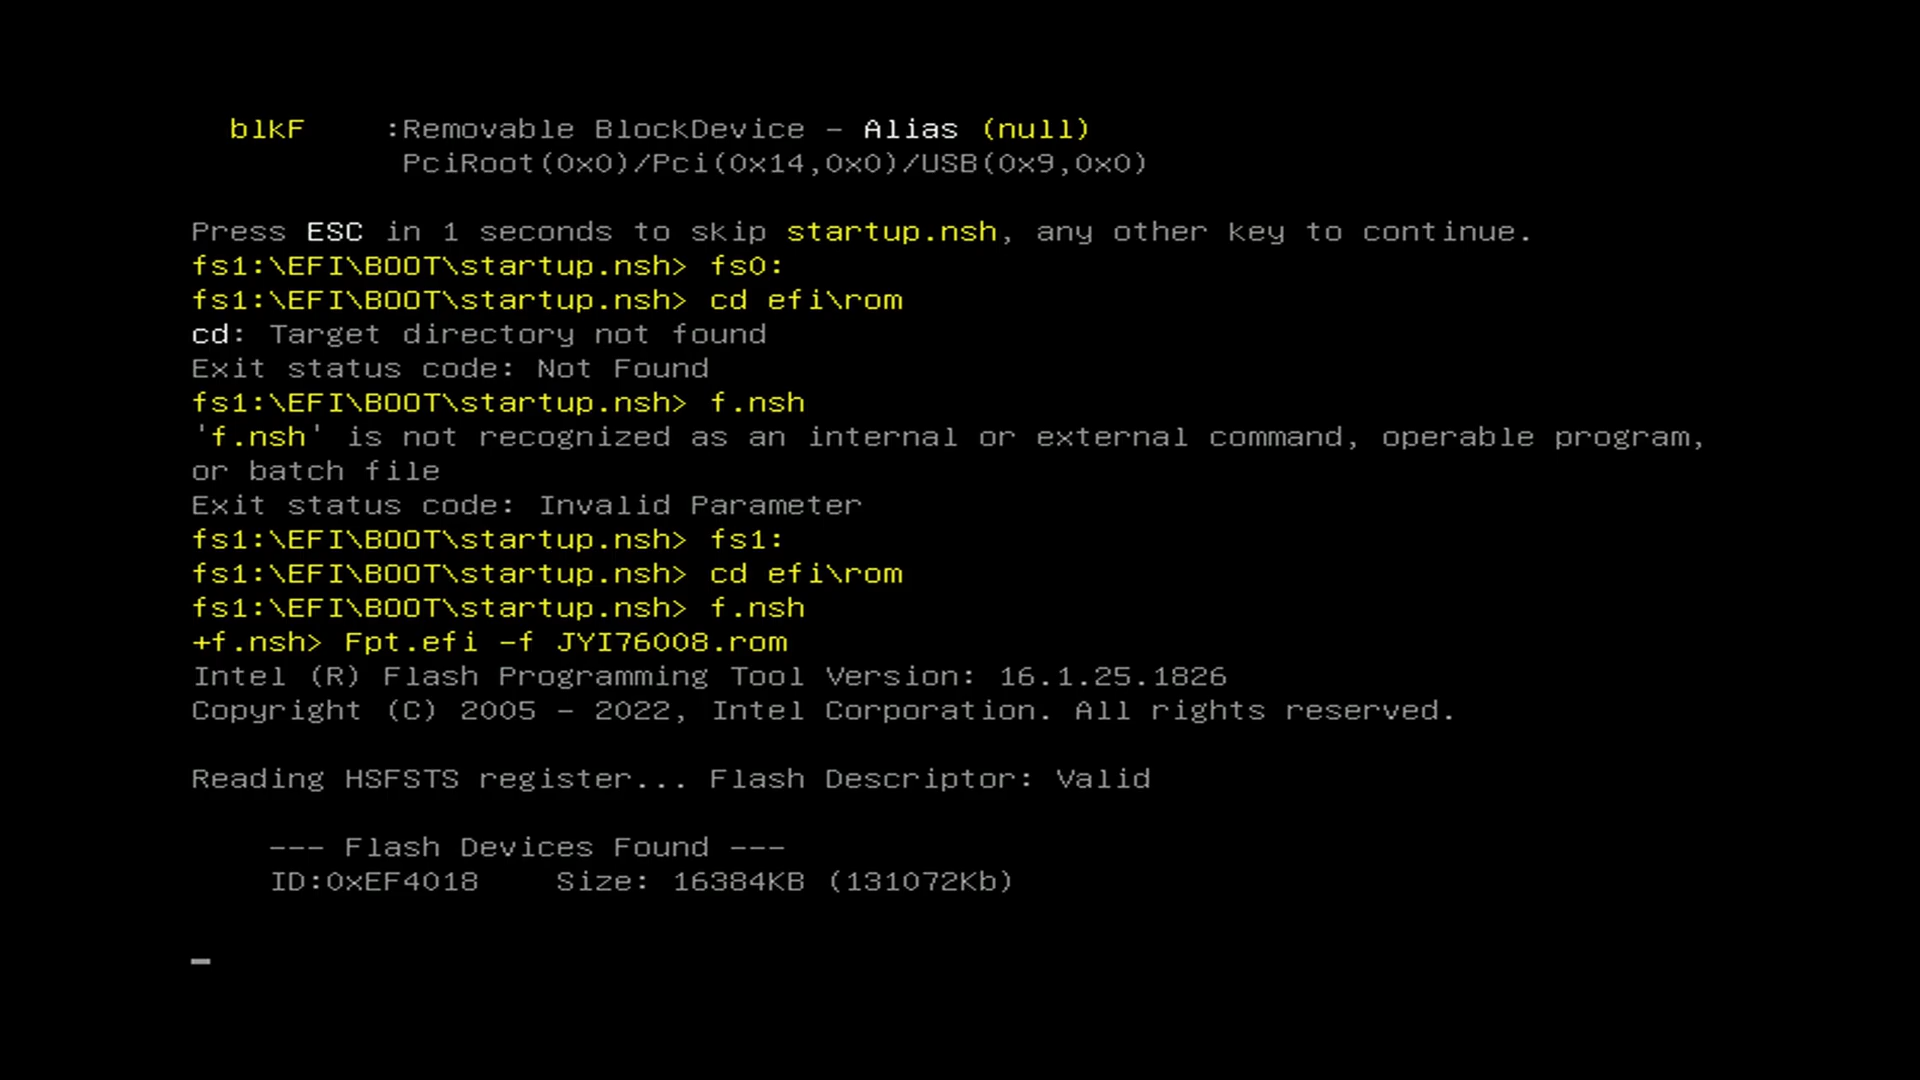 blkF :Removable BlockDevice - Alias (null)
PciRoot(0x0)/Pci(0x14,0x0)/USB(0x9,0x0)
Press ESC in 1 seconds to skip startup.nsh, any other key to continue.
fs1:\EFI\BOOT\startup.nsh> fs0:
fs1:\EFI\BOOT\startup.nsh> cd efi\rom
cd: Target directory not found
Exit status code: Not Found
fs1:\EFI\BOOT\startup.nsh> f.nsh
'f.nsh' is not recognized as an internal or external command, operable program,
or batch file
Exit status code: Invalid Parameter
fs1:\EFI\BOOT\startup.nsh> fs1:
fs1:\EFI\BOOT\startup.nsh> cd efi\rom
fs1:\EFI\BOOT\startup.nsh> f.nsh
+f.nsh> Fpt.efi -f JYI76008.rom
Intel (R) Flash Programming Tool Version: 16.1.25.1826
Copyright (C) 2005 - 2022, Intel Corporation. All rights reserved.
Reading HSFSTS register... Flash Descriptor: Valid
--- Flash Devices Found ---
ID:0xEF4018 Size: 16384KB (131072Kb)